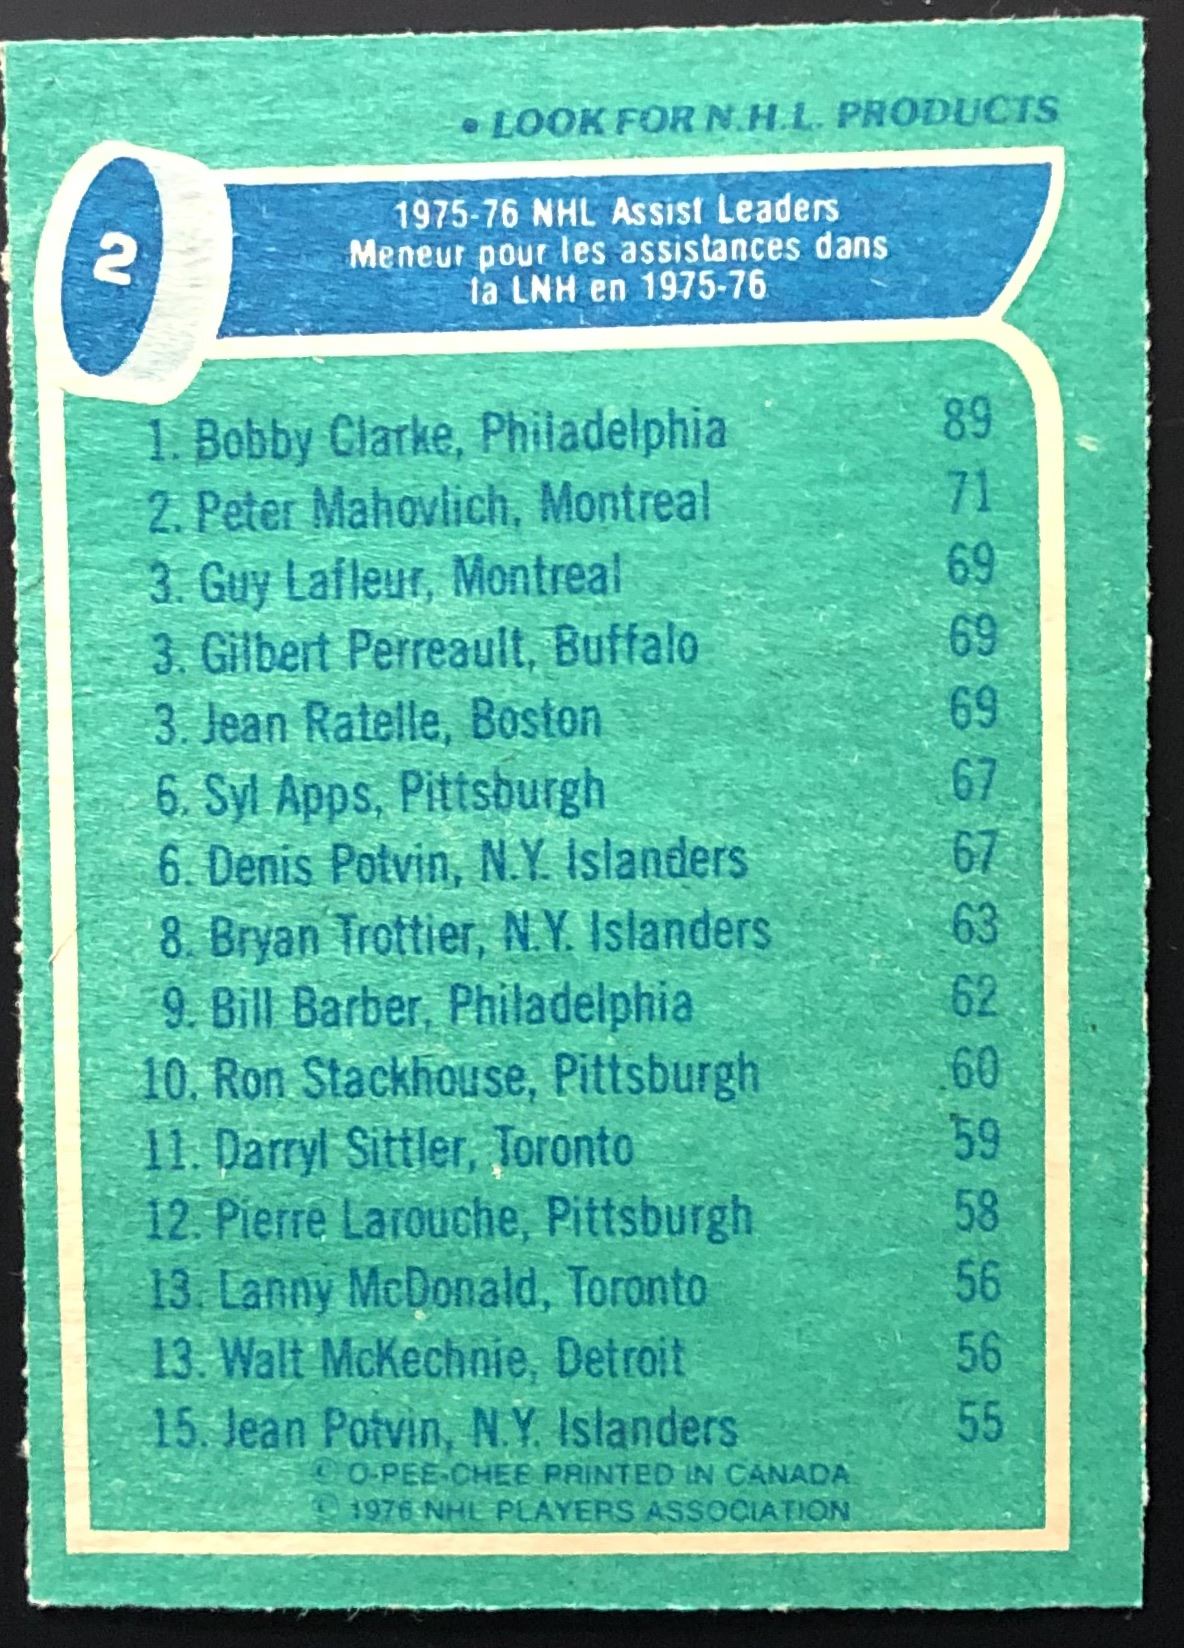 • LOOK FOR N.H.L. PRODUCTS
2
1975-76 NHL Assist Leaders
Meneur pour les assistances dans
la LNH en 1975-76
1. Bobby Clarke, Philadelphia 89
2. Peter Mahovlich, Montreal 71
3. Guy Lafleur, Montreal 69
3. Gilbert Perreault, Buffalo 69
3. Jean Ratelle, Boston 69
6. Syl Apps, Pittsburgh 67
6. Denis Potvin, N.Y. Islanders 67
8. Bryan Trottier, N.Y. Islanders 63
9. Bill Barber, Philadelphia 62
10. Ron Stackhouse, Pittsburgh 60
11. Darryl Sittler, Toronto 59
12. Pierre Larouche, Pittsburgh 58
13. Lanny McDonald, Toronto 56
13. Walt McKechnie, Detroit 56
15. Jean Potvin, N.Y. Islanders 55
© O-PEE-CHEE PRINTED IN CANADA
© 1976 NHL PLAYERS ASSOCIATION